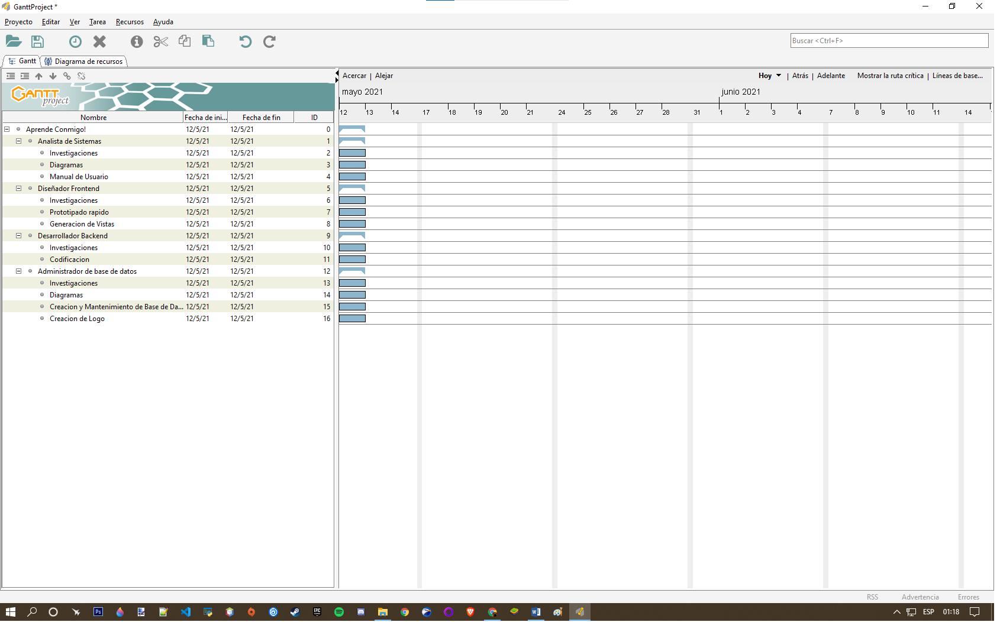 GanttProject *
Proyecto Editar Ver Tarea Recursos Ayuda
Buscar <Ctrl+F>
Gantt Diagrama de recursos
Acercar | Alejar Hoy | Atrás | Adelante Mostrar la ruta crítica | Líneas de base...
GANTT project
mayo 2021 junio 2021
12 13 14 17 18 19 20 21 24 25 26 27 28 31 1 2 3 4 7 8 9 10 11 14
Nombre Fecha de ini... Fecha de fin ID
Aprende Conmigo! 12/5/21 12/5/21 0
Analista de Sistemas 12/5/21 12/5/21 1
Investigaciones 12/5/21 12/5/21 2
Diagramas 12/5/21 12/5/21 3
Manual de Usuario 12/5/21 12/5/21 4
Diseñador Frontend 12/5/21 12/5/21 5
Investigaciones 12/5/21 12/5/21 6
Prototipado rapido 12/5/21 12/5/21 7
Generacion de Vistas 12/5/21 12/5/21 8
Desarrollador Backend 12/5/21 12/5/21 9
Investigaciones 12/5/21 12/5/21 10
Codificacion 12/5/21 12/5/21 11
Administrador de base de datos 12/5/21 12/5/21 12
Investigaciones 12/5/21 12/5/21 13
Diagramas 12/5/21 12/5/21 14
Creacion y Mantenimiento de Base de Da... 12/5/21 12/5/21 15
Creacion de Logo 12/5/21 12/5/21 16
RSS Advertencia Errores
Ps EPIC ESP 01:18